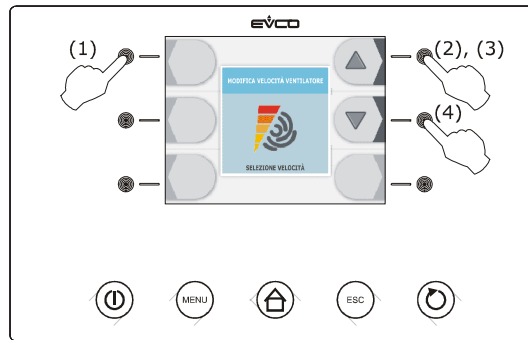 EVCO
(1)
(2), (3)
MODIFICA VELOCITÀ VENTILATORE
(4)
SELEZIONE VELOCITÀ
MENU
ESC